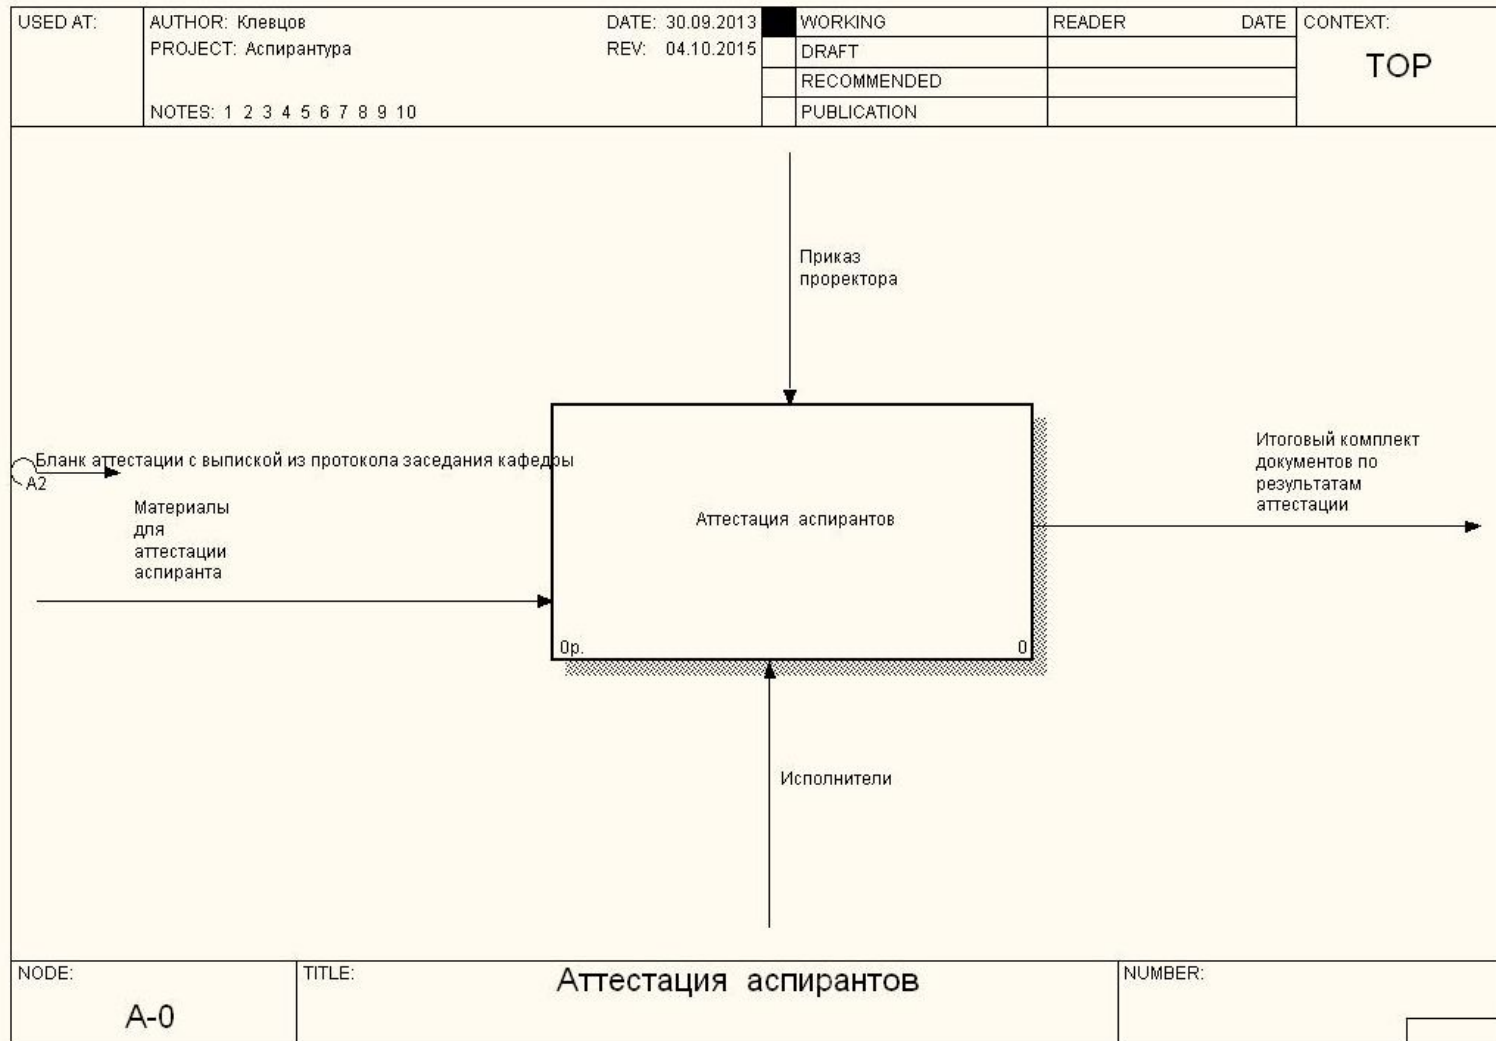 USED AT:
AUTHOR: Клевцов
DATE: 30.09.2013
WORKING
READER
DATE
CONTEXT:
PROJECT: Аспирантура
REV: 04.10.2015
DRAFT
TOP
RECOMMENDED
NOTES: 1 2 3 4 5 6 7 8 9 10
PUBLICATION
Приказ
проректора
Бланк аттестации с выпиской из протокола заседания кафедры
A2
Материалы
для
аттестации
аспиранта
Аттестация аспирантов
0р.
0
Итоговый комплект
документов по
результатам
аттестации
Исполнители
NODE:
A-0
TITLE:
Аттестация аспирантов
NUMBER: